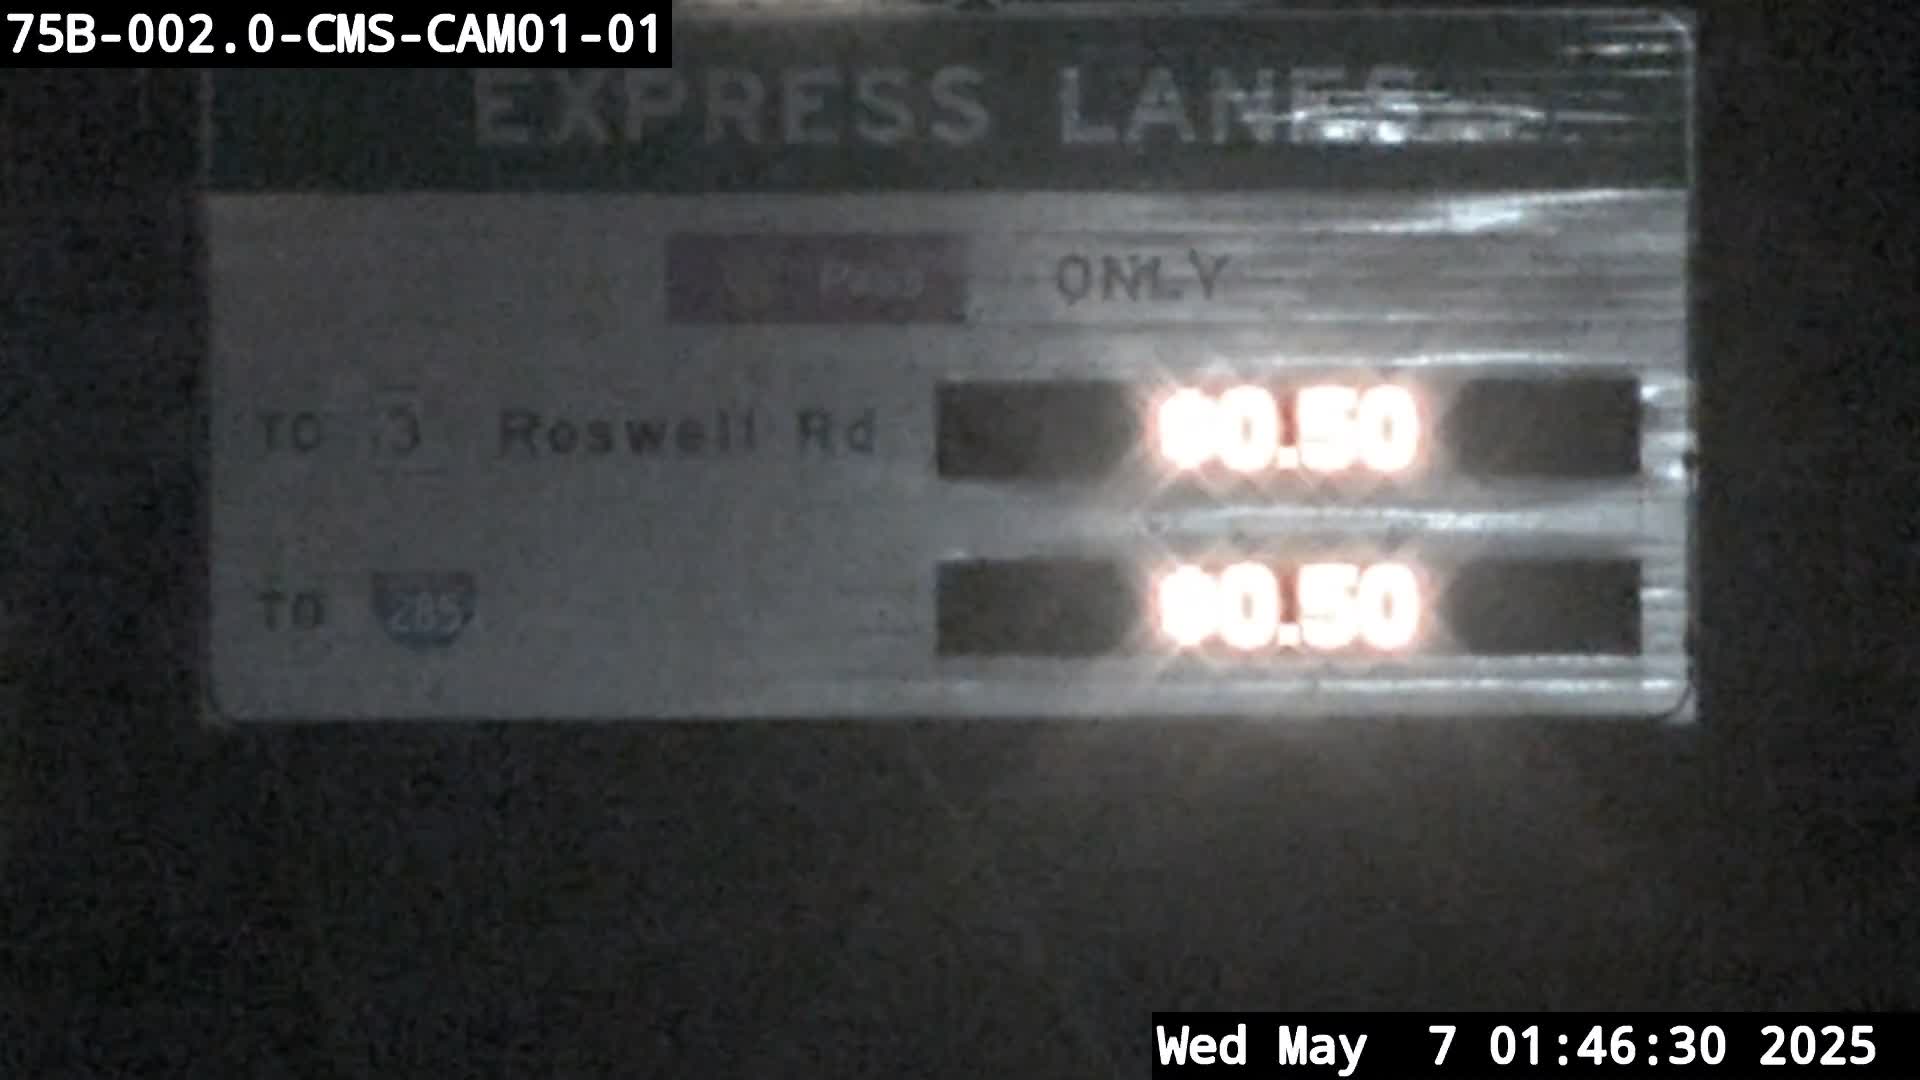 75B-002.0-CMS-CAM01-01
EXPRESS LANES
Pass ONLY
TO 3 Roswell Rd $0.50
TO 285 $0.50
Wed May 7 01:46:30 2025